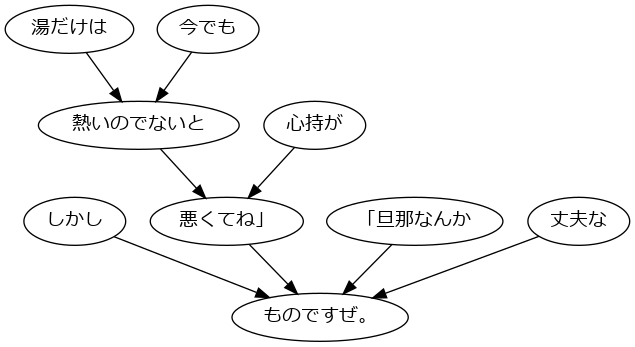 湯だけは
今でも
熱いのでないと
心持が
しかし
悪くてね」
「旦那なんか
丈夫な
ものですぜ。